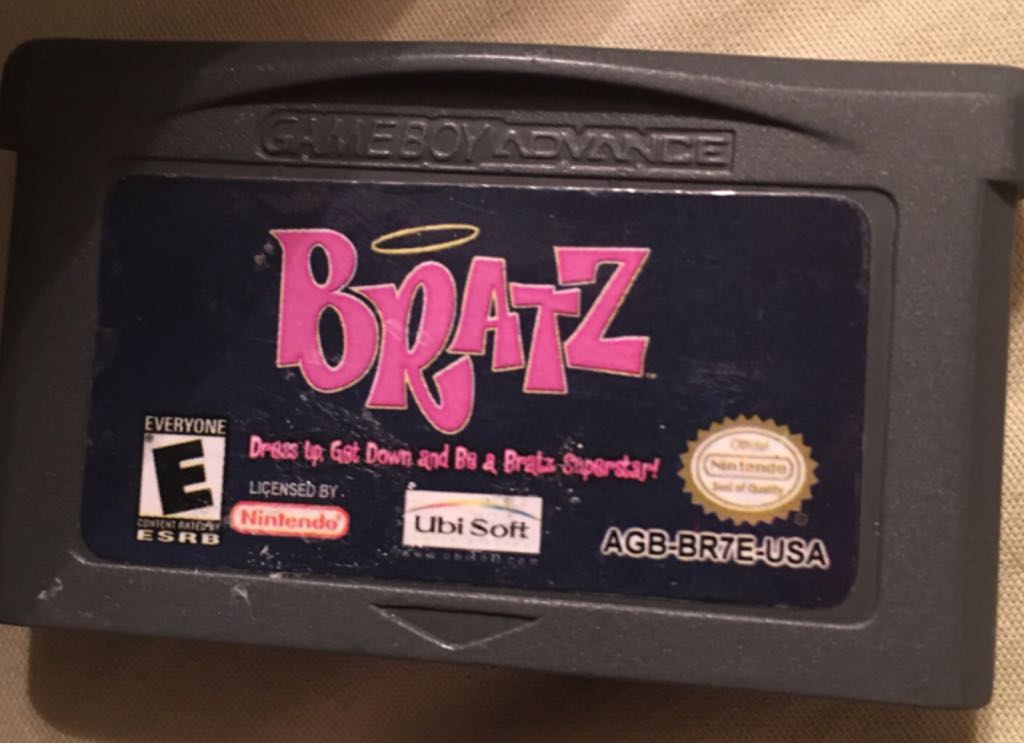 GAME BOY ADVANCE
BRATZ
Dress Up, Get Down and Be a Bratz Superstar!
EVERYONE
E
CONTENT RATED BY
ESRB
LICENSED BY
Nintendo
Ubi Soft
Official
Nintendo
Seal of Quality
AGB-BR7E-USA